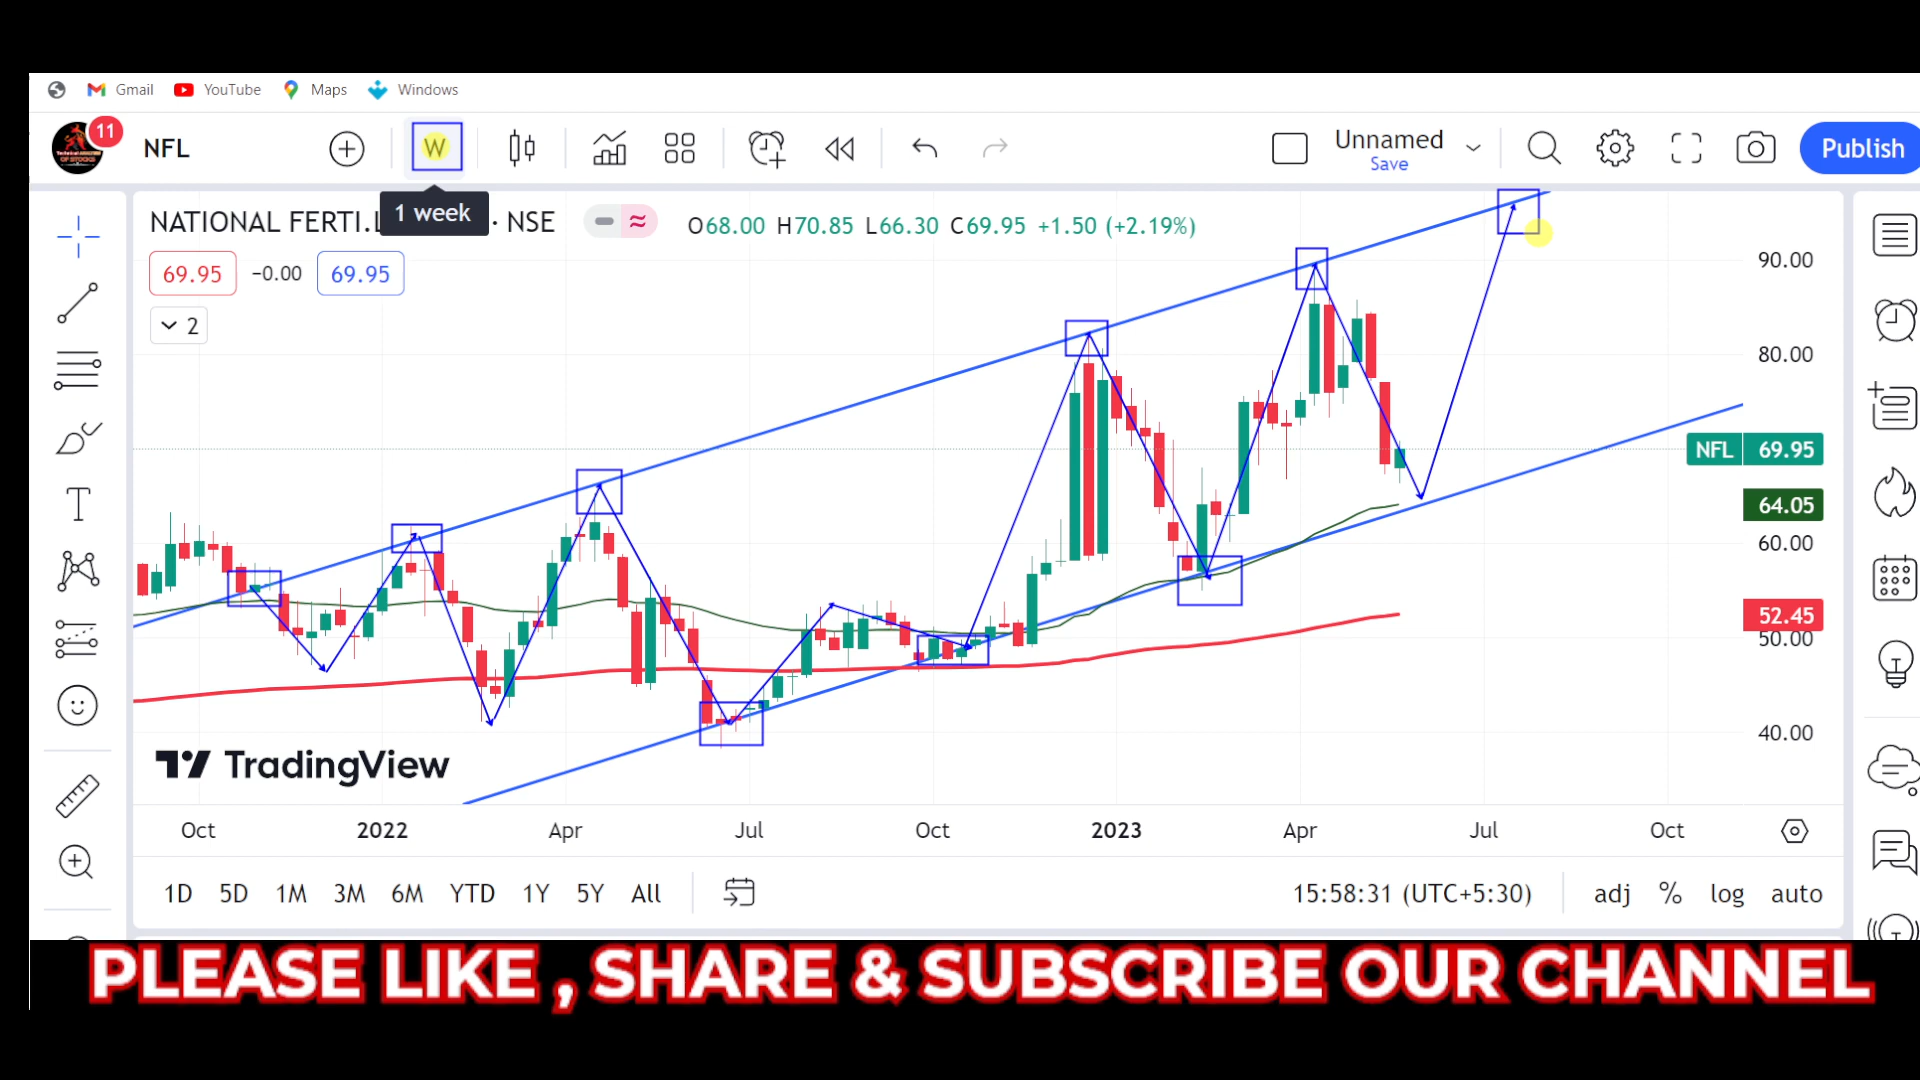 Gmail YouTube Maps Windows
11
NFL W Unnamed Publish
Save
1 week
NATIONAL FERTI.L · NSE O68.00 H70.85 L66.30 C69.95 +1.50 (+2.19%)
69.95 −0.00 69.95
2
90.00
80.00
NFL 69.95
64.05
60.00
52.45
50.00
40.00
TradingView
Oct 2022 Apr Jul Oct 2023 Apr Jul Oct
1D 5D 1M 3M 6M YTD 1Y 5Y All 15:58:31 (UTC+5:30) adj % log auto
PLEASE LIKE , SHARE & SUBSCRIBE OUR CHANNEL